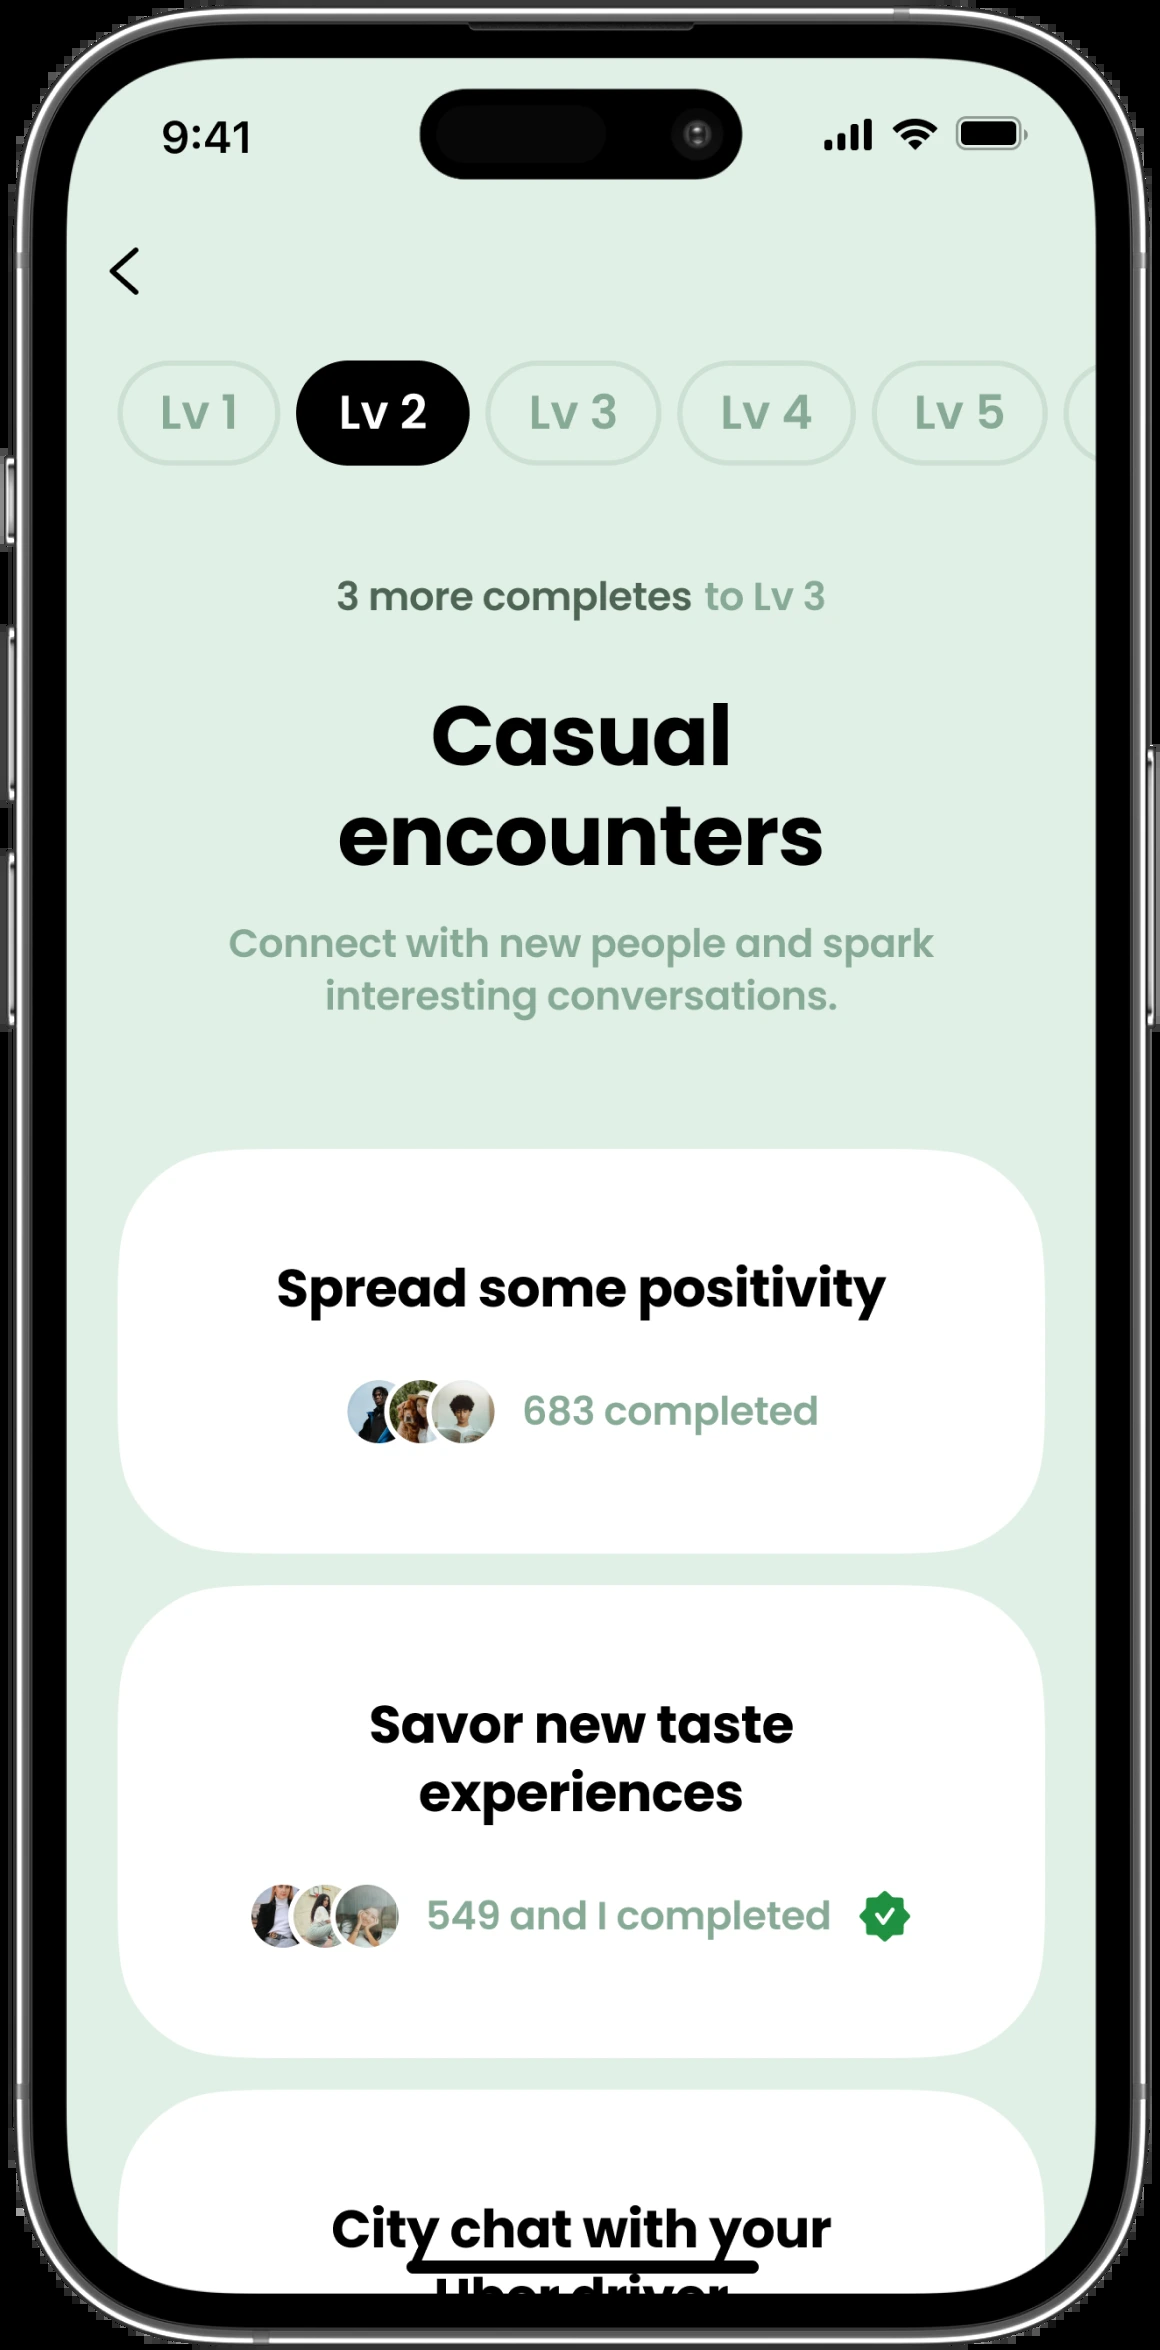 9:41
Lv 1 Lv 2 Lv 3 Lv 4 Lv 5
3 more completes to Lv 3
Casual
encounters
Connect with new people and spark
interesting conversations.
Spread some positivity
683 completed
Savor new taste
experiences
549 and I completed
City chat with your
Uber driver